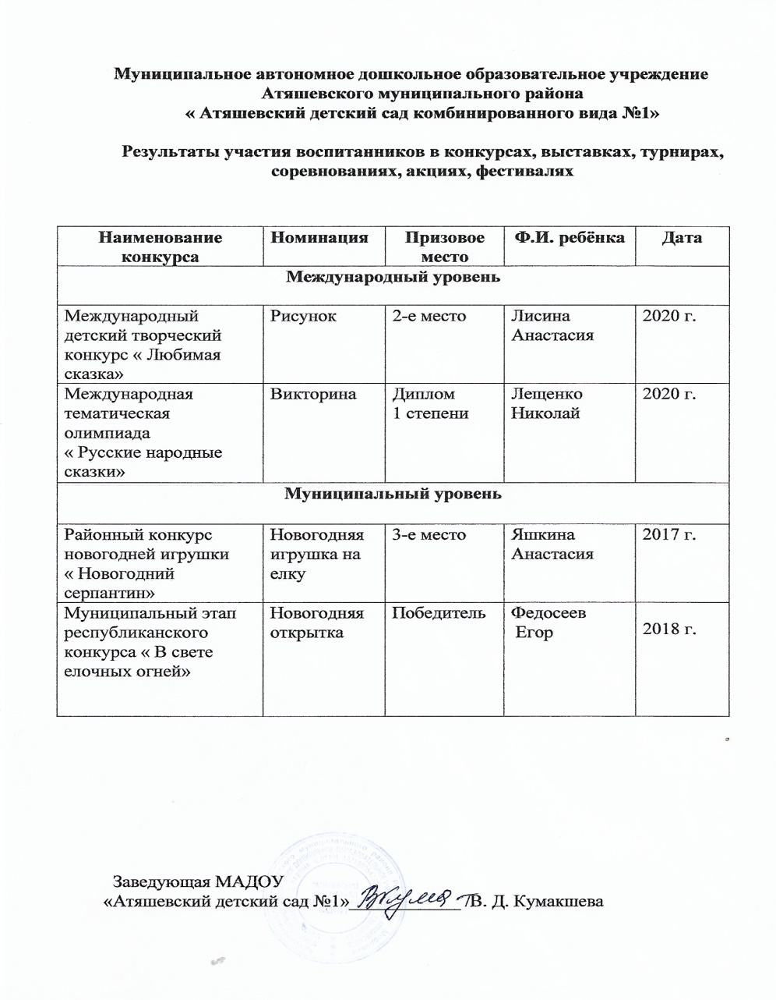 Муниципальное автономное дошкольное образовательное учреждение
Атяшевского муниципального района
« Атяшевский детский сад комбинированного вида №1»
Результаты участия воспитанников в конкурсах, выставках, турнирах,
соревнованиях, акциях, фестивалях
Наименование
конкурса
Номинация
Призовое
место
Ф.И. ребёнка
Дата
Международный уровень
Международный
детский творческий
конкурс « Любимая
сказка»
Рисунок
2-е место
Лисина
Анастасия
2020 г.
Международная
тематическая
олимпиада
« Русские народные
сказки»
Викторина
Диплом
1 степени
Лещенко
Николай
2020 г.
Муниципальный уровень
Районный конкурс
новогодней игрушки
« Новогодний
серпантин»
Новогодняя
игрушка на
елку
3-е место
Яшкина
Анастасия
2017 г.
Муниципальный этап
республиканского
конкурса « В свете
елочных огней»
Новогодняя
открытка
Победитель
Федосеев
Егор
2018 г.
Заведующая МАДОУ
«Атяшевский детский сад №1»____________ В. Д. Кумакшева